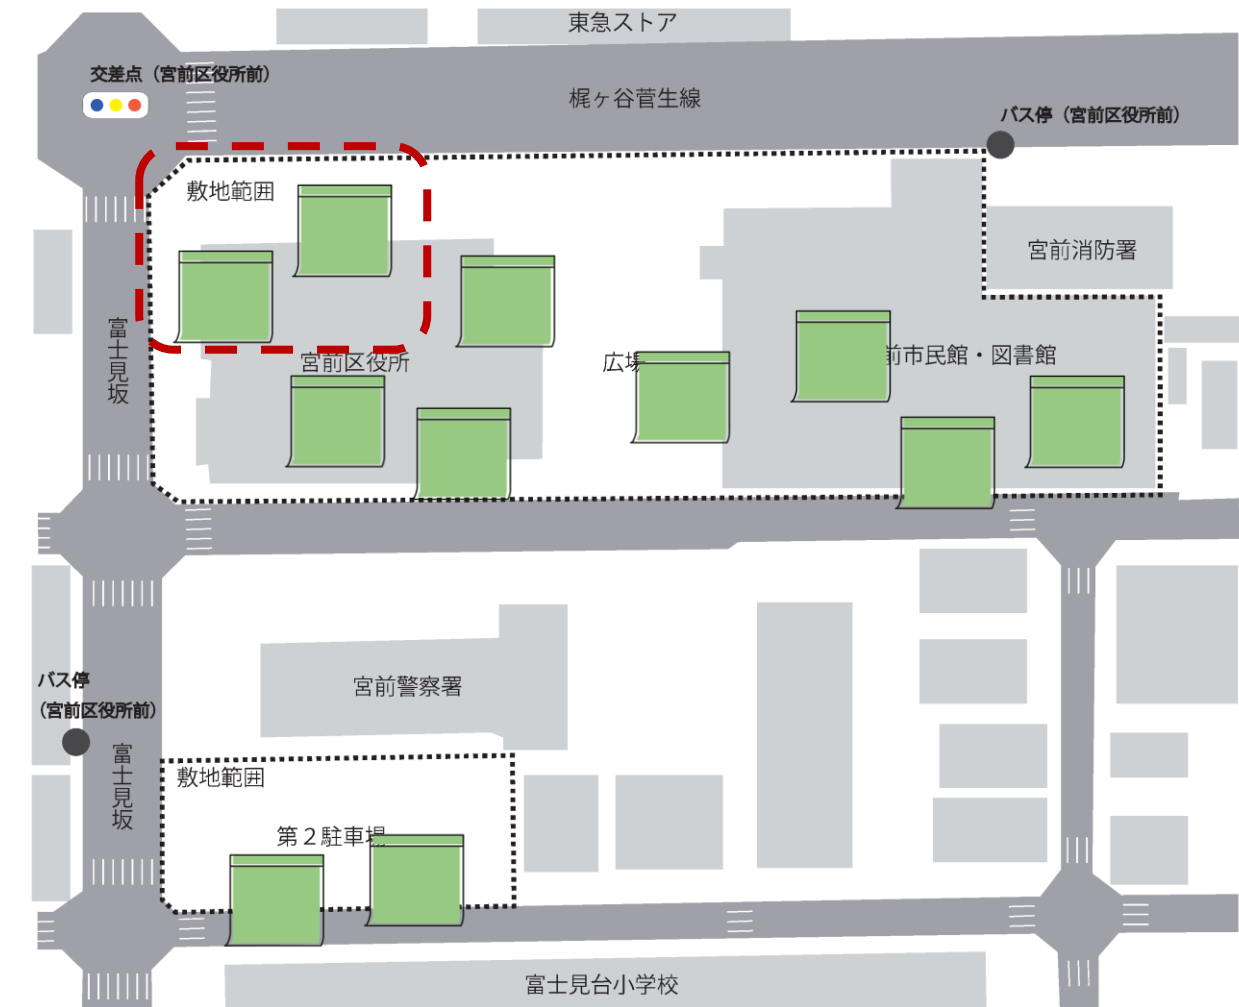 東急ストア
交差点（宮前区役所前）
梶ヶ谷菅生線
バス停（宮前区役所前）
敷地範囲
宮前消防署
富士見坂
宮前区役所
広場
前市民館・図書館
バス停
（宮前区役所前）
宮前警察署
富士見坂
敷地範囲
第２駐車場
富士見台小学校